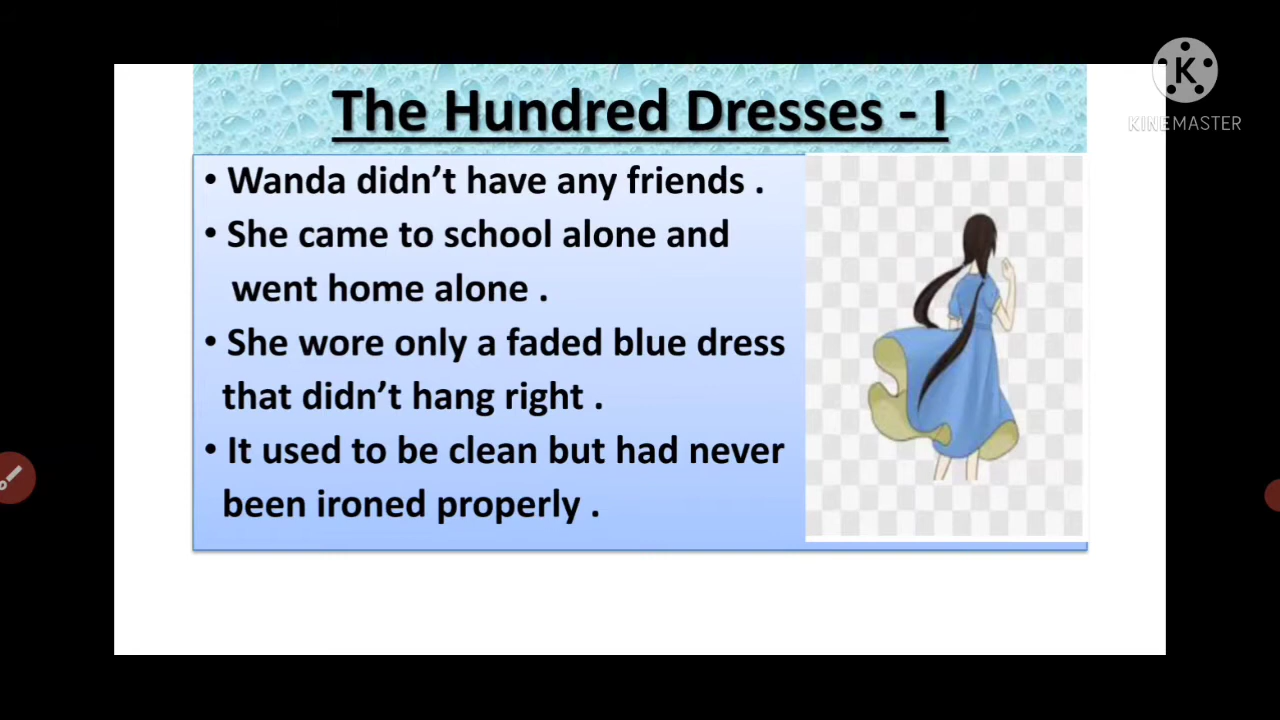 The Hundred Dresses - I
K
KINEMASTER
• Wanda didn't have any friends .
• She came to school alone and
went home alone .
• She wore only a faded blue dress
that didn't hang right .
• It used to be clean but had never
been ironed properly .